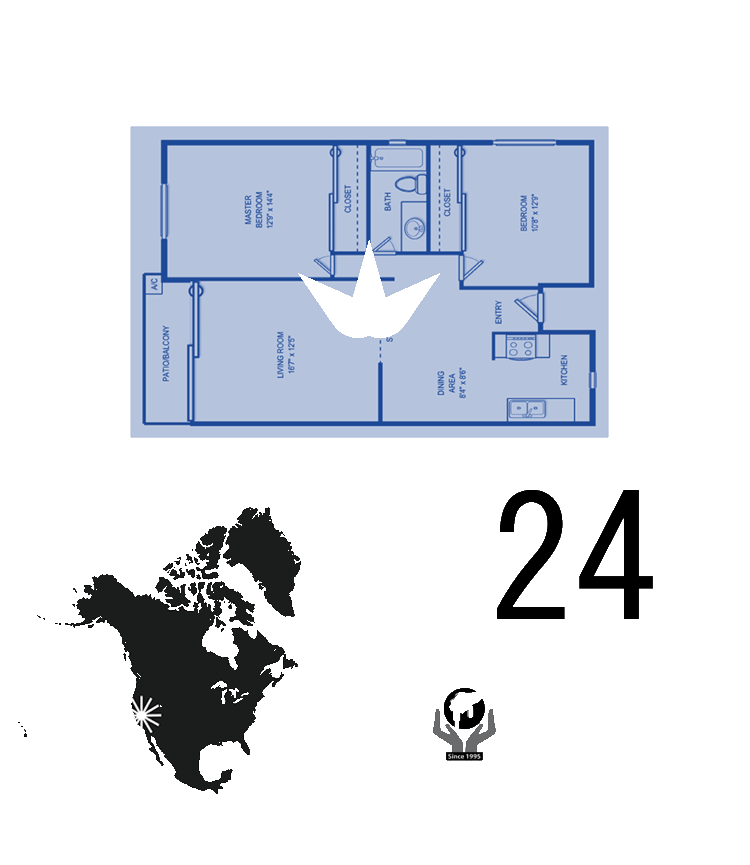 MASTER
BEDROOM
12'9" x 14'4"
CLOSET
BATH
CLOSET
BEDROOM
10'8" x 12'9"
A/C
PATIO/BALCONY
LIVING ROOM
16'7" x 12'5"
S
ENTRY
DINING
AREA
8'4" x 8'6"
KITCHEN
24
Since 1995